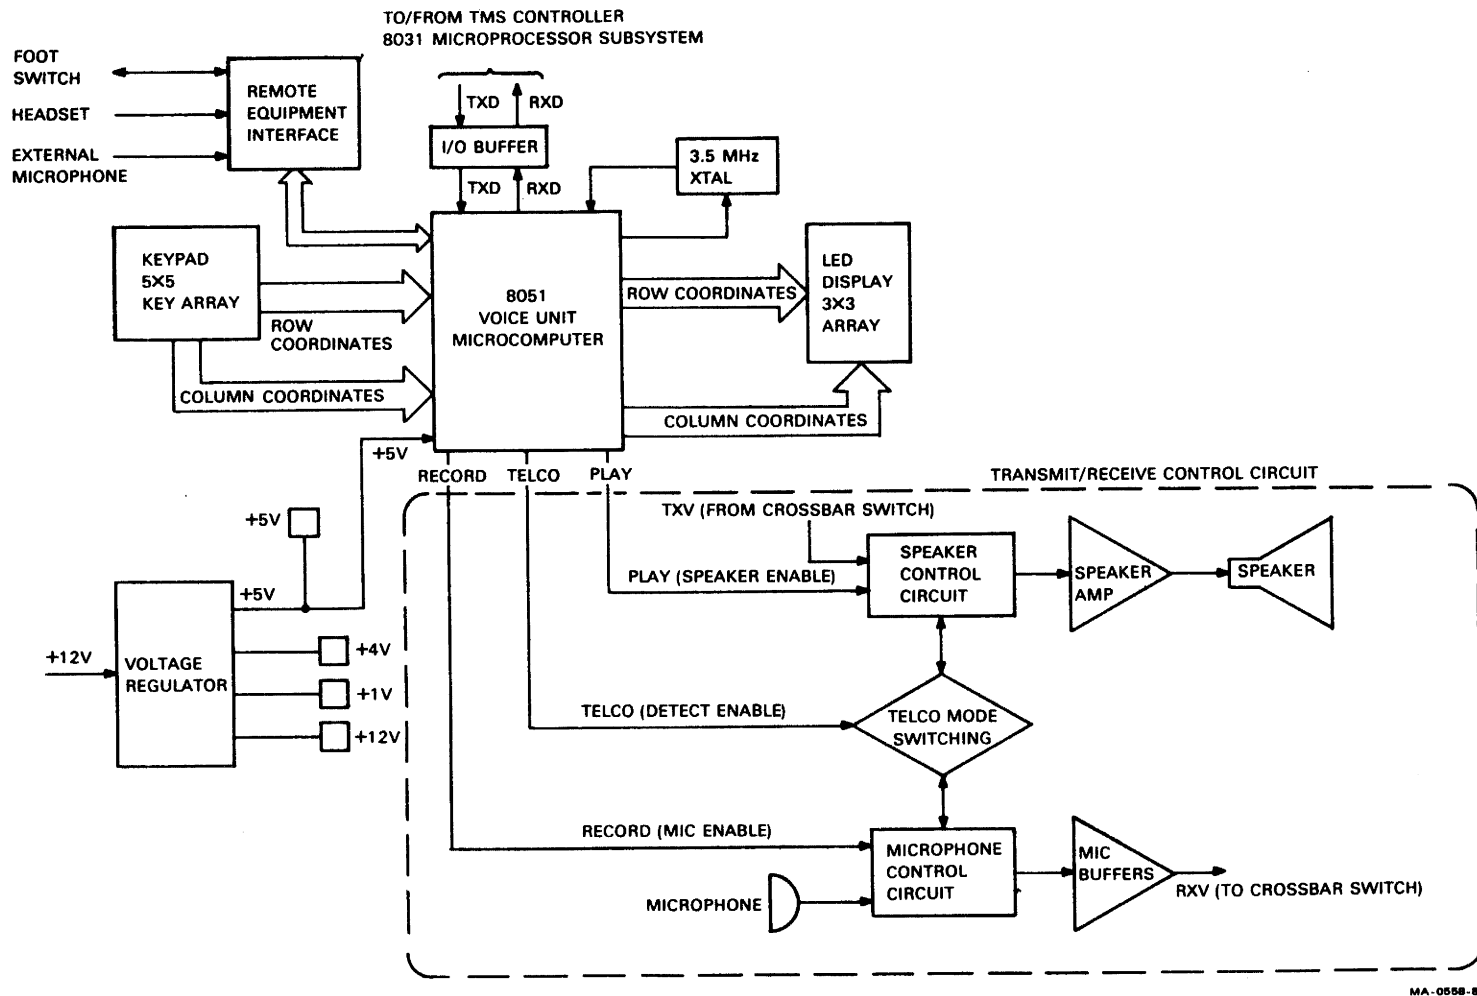 TO/FROM TMS CONTROLLER
8031 MICROPROCESSOR SUBSYSTEM
FOOT
SWITCH
HEADSET
EXTERNAL
MICROPHONE
REMOTE
EQUIPMENT
INTERFACE
TXD
RXD
I/O BUFFER
TXD
RXD
3.5 MHz
XTAL
KEYPAD
5X5
KEY ARRAY
ROW
COORDINATES
COLUMN COORDINATES
8051
VOICE UNIT
MICROCOMPUTER
ROW COORDINATES
COLUMN COORDINATES
LED
DISPLAY
3X3
ARRAY
+5V
RECORD
TELCO
PLAY
TRANSMIT/RECEIVE CONTROL CIRCUIT
+5V
+5V
+4V
+1V
+12V
+12V
VOLTAGE
REGULATOR
TXV (FROM CROSSBAR SWITCH)
PLAY (SPEAKER ENABLE)
SPEAKER
CONTROL
CIRCUIT
SPEAKER
AMP
SPEAKER
TELCO (DETECT ENABLE)
TELCO MODE
SWITCHING
RECORD (MIC ENABLE)
MICROPHONE
MICROPHONE
CONTROL
CIRCUIT
MIC
BUFFERS
RXV (TO CROSSBAR SWITCH)